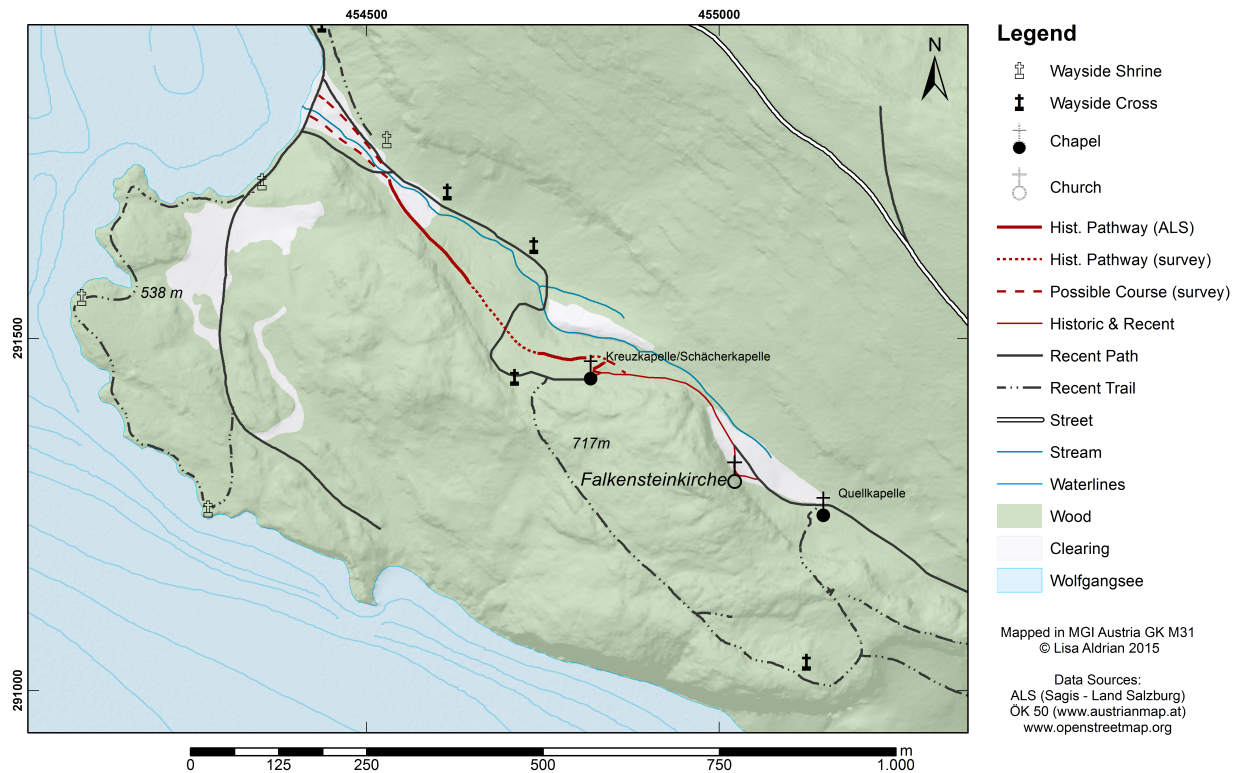 454500
455000
N
291500
291000
538 m
Kreuzkapelle/Schächerkapelle
717m
Falkensteinkirche
Quellkapelle
0
125
250
500
750
1.000
m
Legend
Wayside Shrine
Wayside Cross
Chapel
Church
Hist. Pathway (ALS)
Hist. Pathway (survey)
Possible Course (survey)
Historic & Recent
Recent Path
Recent Trail
Street
Stream
Waterlines
Wood
Clearing
Wolfgangsee
Mapped in MGI Austria GK M31
© Lisa Aldrian 2015
Data Sources:
ALS (Sagis - Land Salzburg)
ÖK 50 (www.austrianmap.at)
www.openstreetmap.org